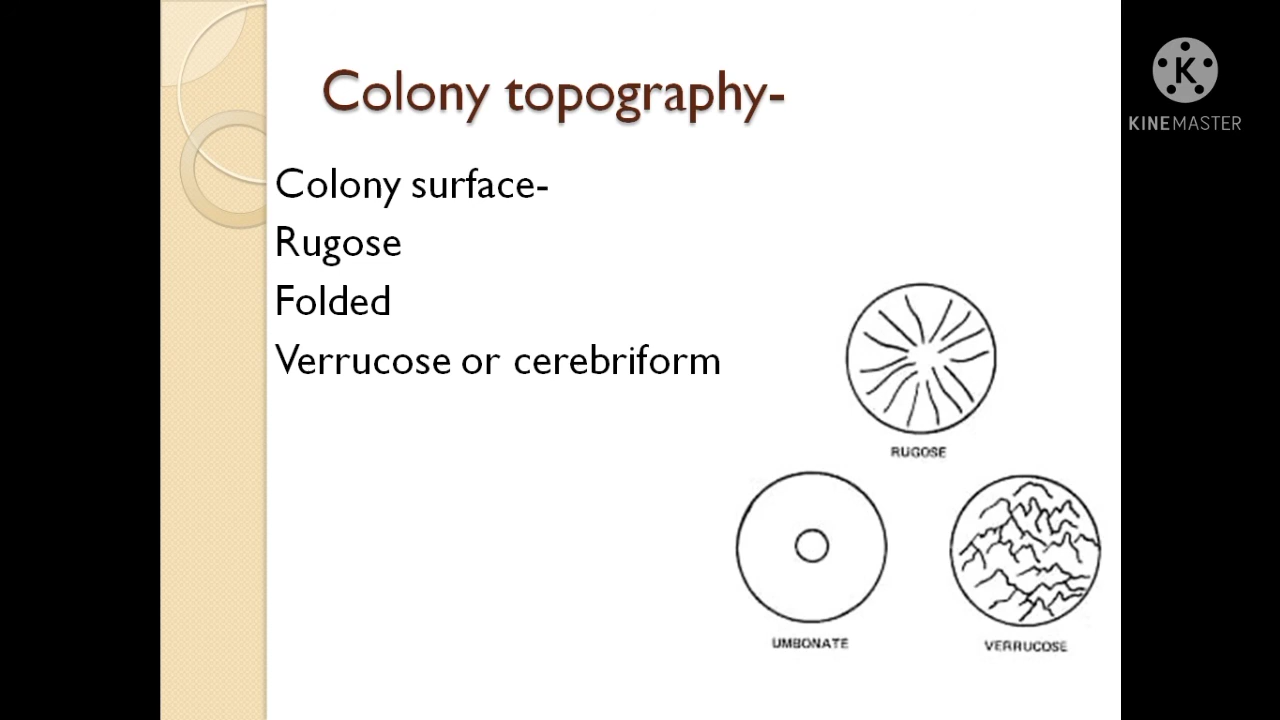 Colony topography-
K
KINEMASTER
Colony surface-
Rugose
Folded
Verrucose or cerebriform
RUGOSE
UMBONATE
VERRUCOSE